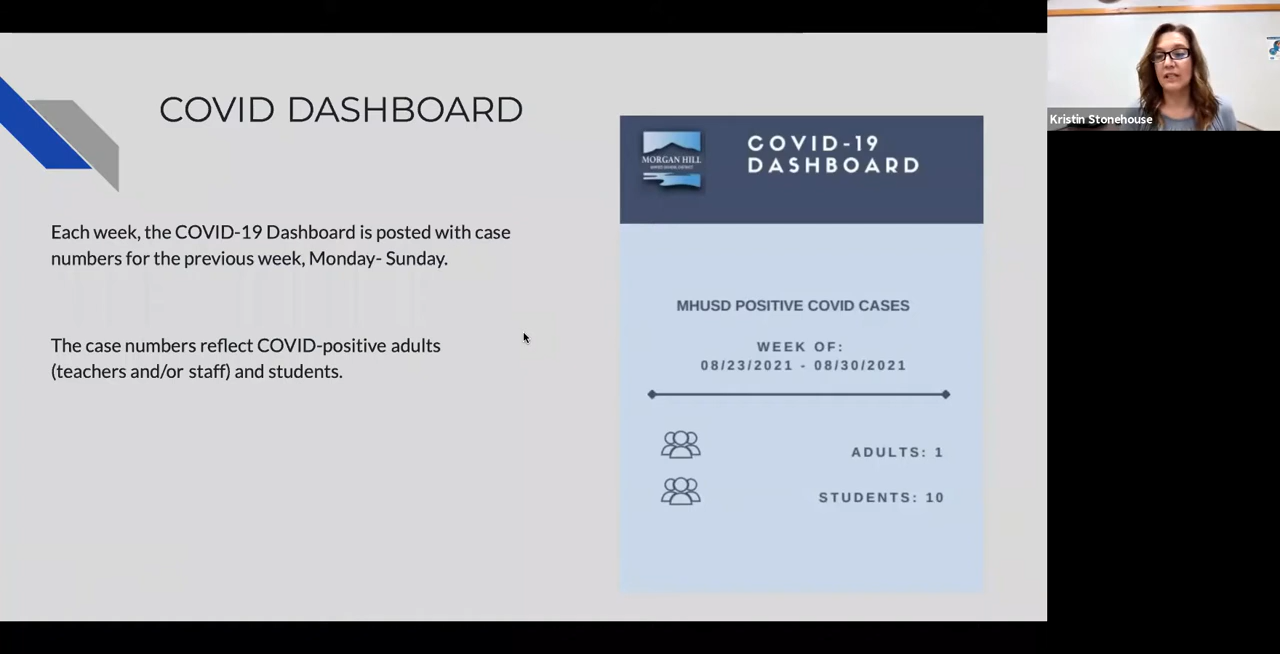 COVID DASHBOARD
Each week, the COVID-19 Dashboard is posted with case
numbers for the previous week, Monday- Sunday.
The case numbers reflect COVID-positive adults
(teachers and/or staff) and students.
MORGAN HILL
COVID-19
DASHBOARD
MHUSD POSITIVE COVID CASES
WEEK OF:
08/23/2021 - 08/30/2021
ADULTS: 1
STUDENTS: 10
Kristin Stonehouse